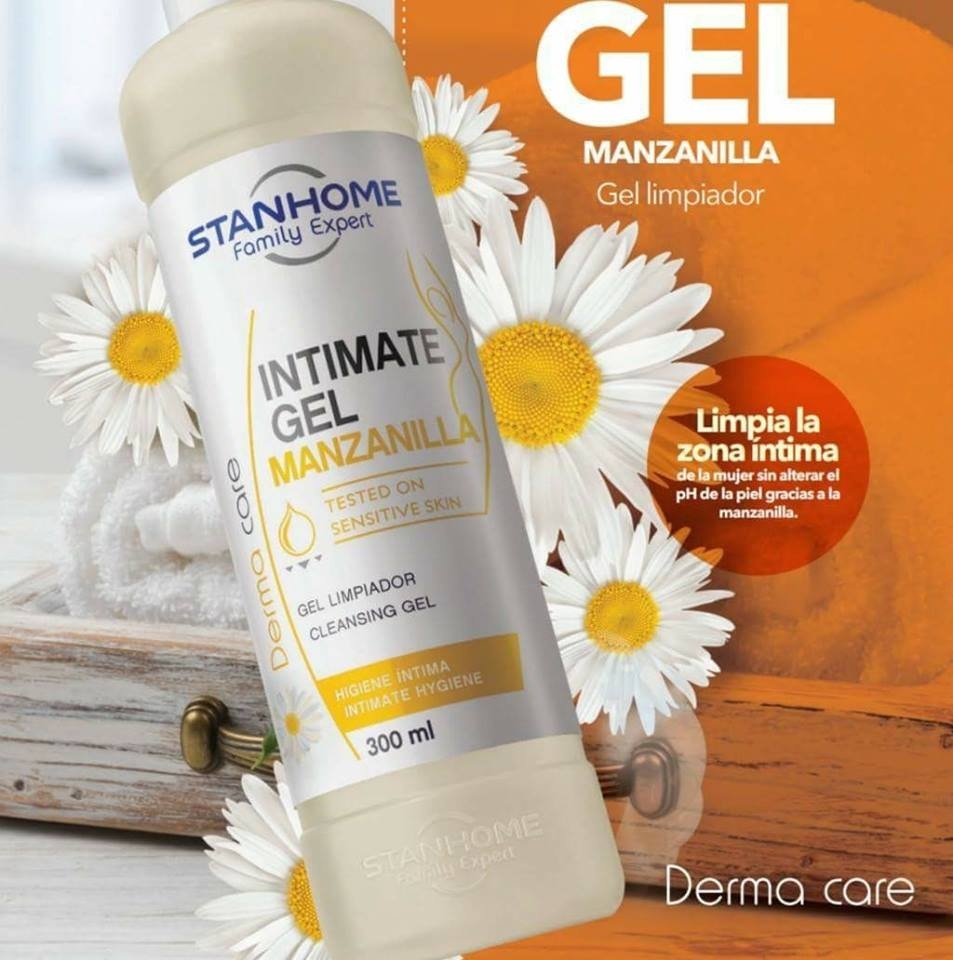 GEL
MANZANILLA
Gel limpiador
STANHOME
Family Expert
INTIMATE
GEL
MANZANILLA
TESTED ON
SENSITIVE SKIN
Derma care
GEL LIMPIADOR
CLEANSING GEL
HIGIENE ÍNTIMA
INTIMATE HYGIENE
300 ml
STANHOME
Family Expert
Limpia la
zona íntima
de la mujer sin alterar el
pH de la piel gracias a la
manzanilla.
Derma care